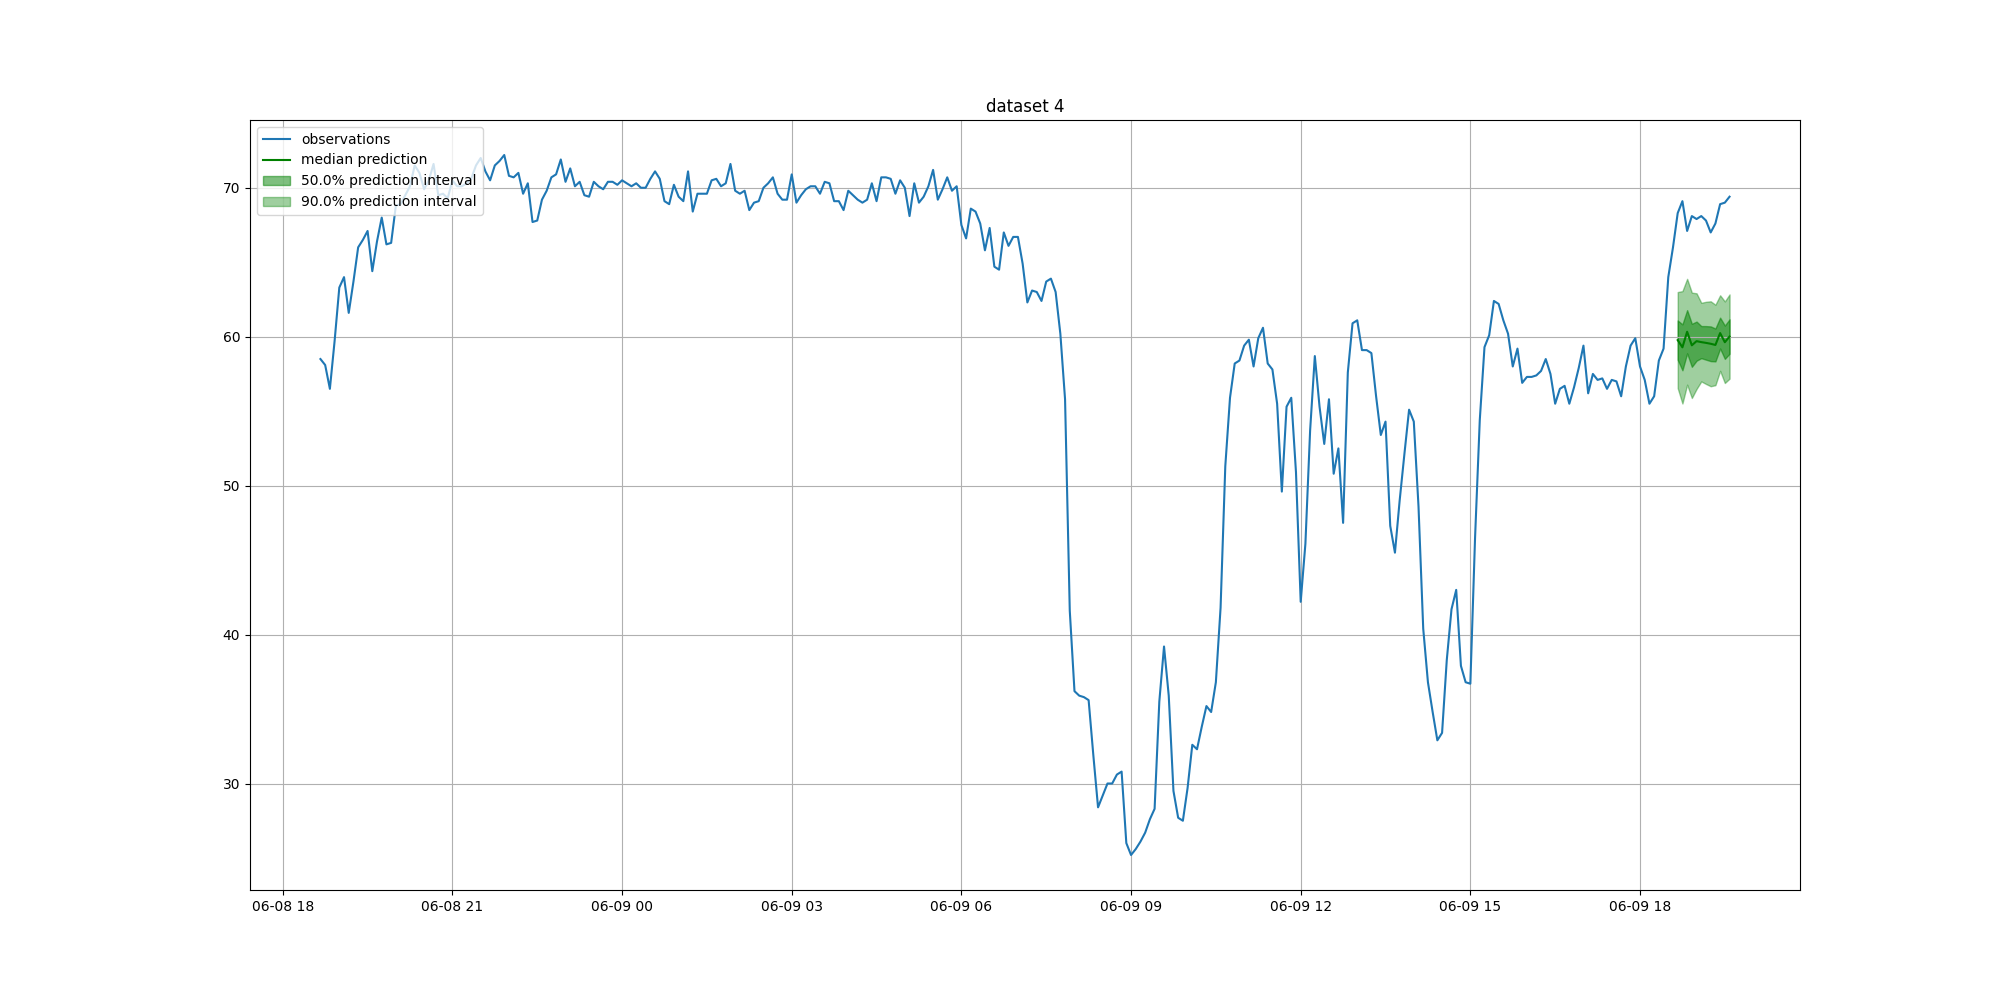 dataset 4
observations
median prediction
50.0% prediction interval
90.0% prediction interval
70
60
50
40
30
06-08 18
06-08 21
06-09 00
06-09 03
06-09 06
06-09 09
06-09 12
06-09 15
06-09 18